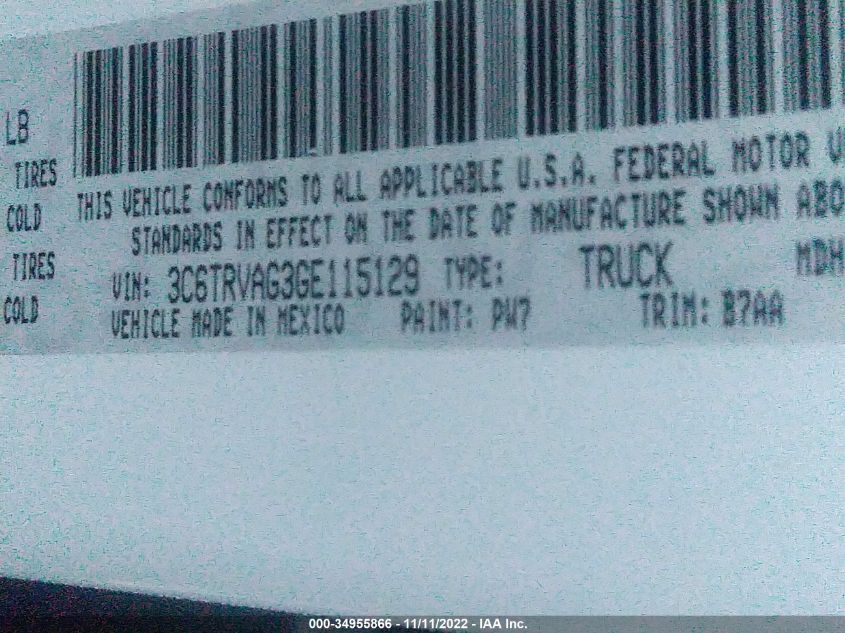 LB
TIRES
COLD
TIRES
COLD
THIS VEHICLE CONFORMS TO ALL APPLICABLE U.S.A. FEDERAL MOTOR V
STANDARDS IN EFFECT ON THE DATE OF MANUFACTURE SHOWN ABO
VIN: 3C6TRVAG3GE115129 TYPE: TRUCK MDH
VEHICLE MADE IN MEXICO PAINT: PW7 TRIM: B7AA
000-34955866 - 11/11/2022 - IAA Inc.